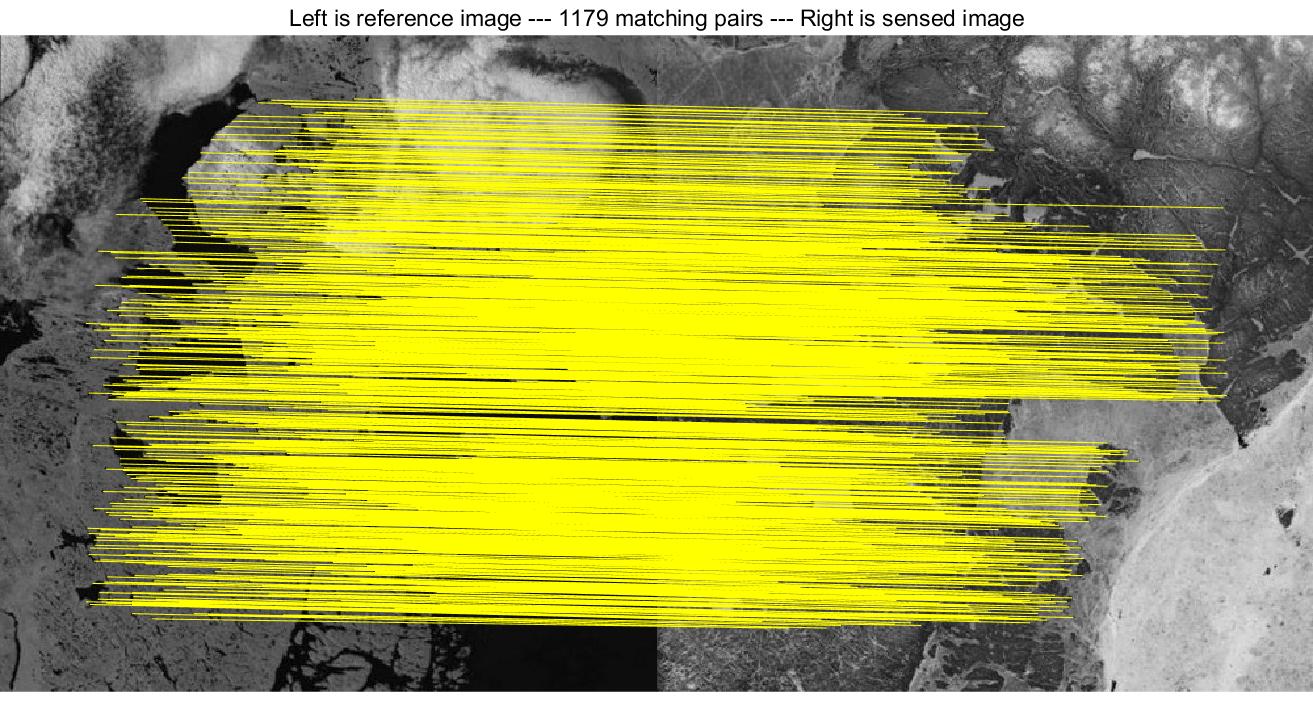 Left is reference image --- 1179 matching pairs --- Right is sensed image